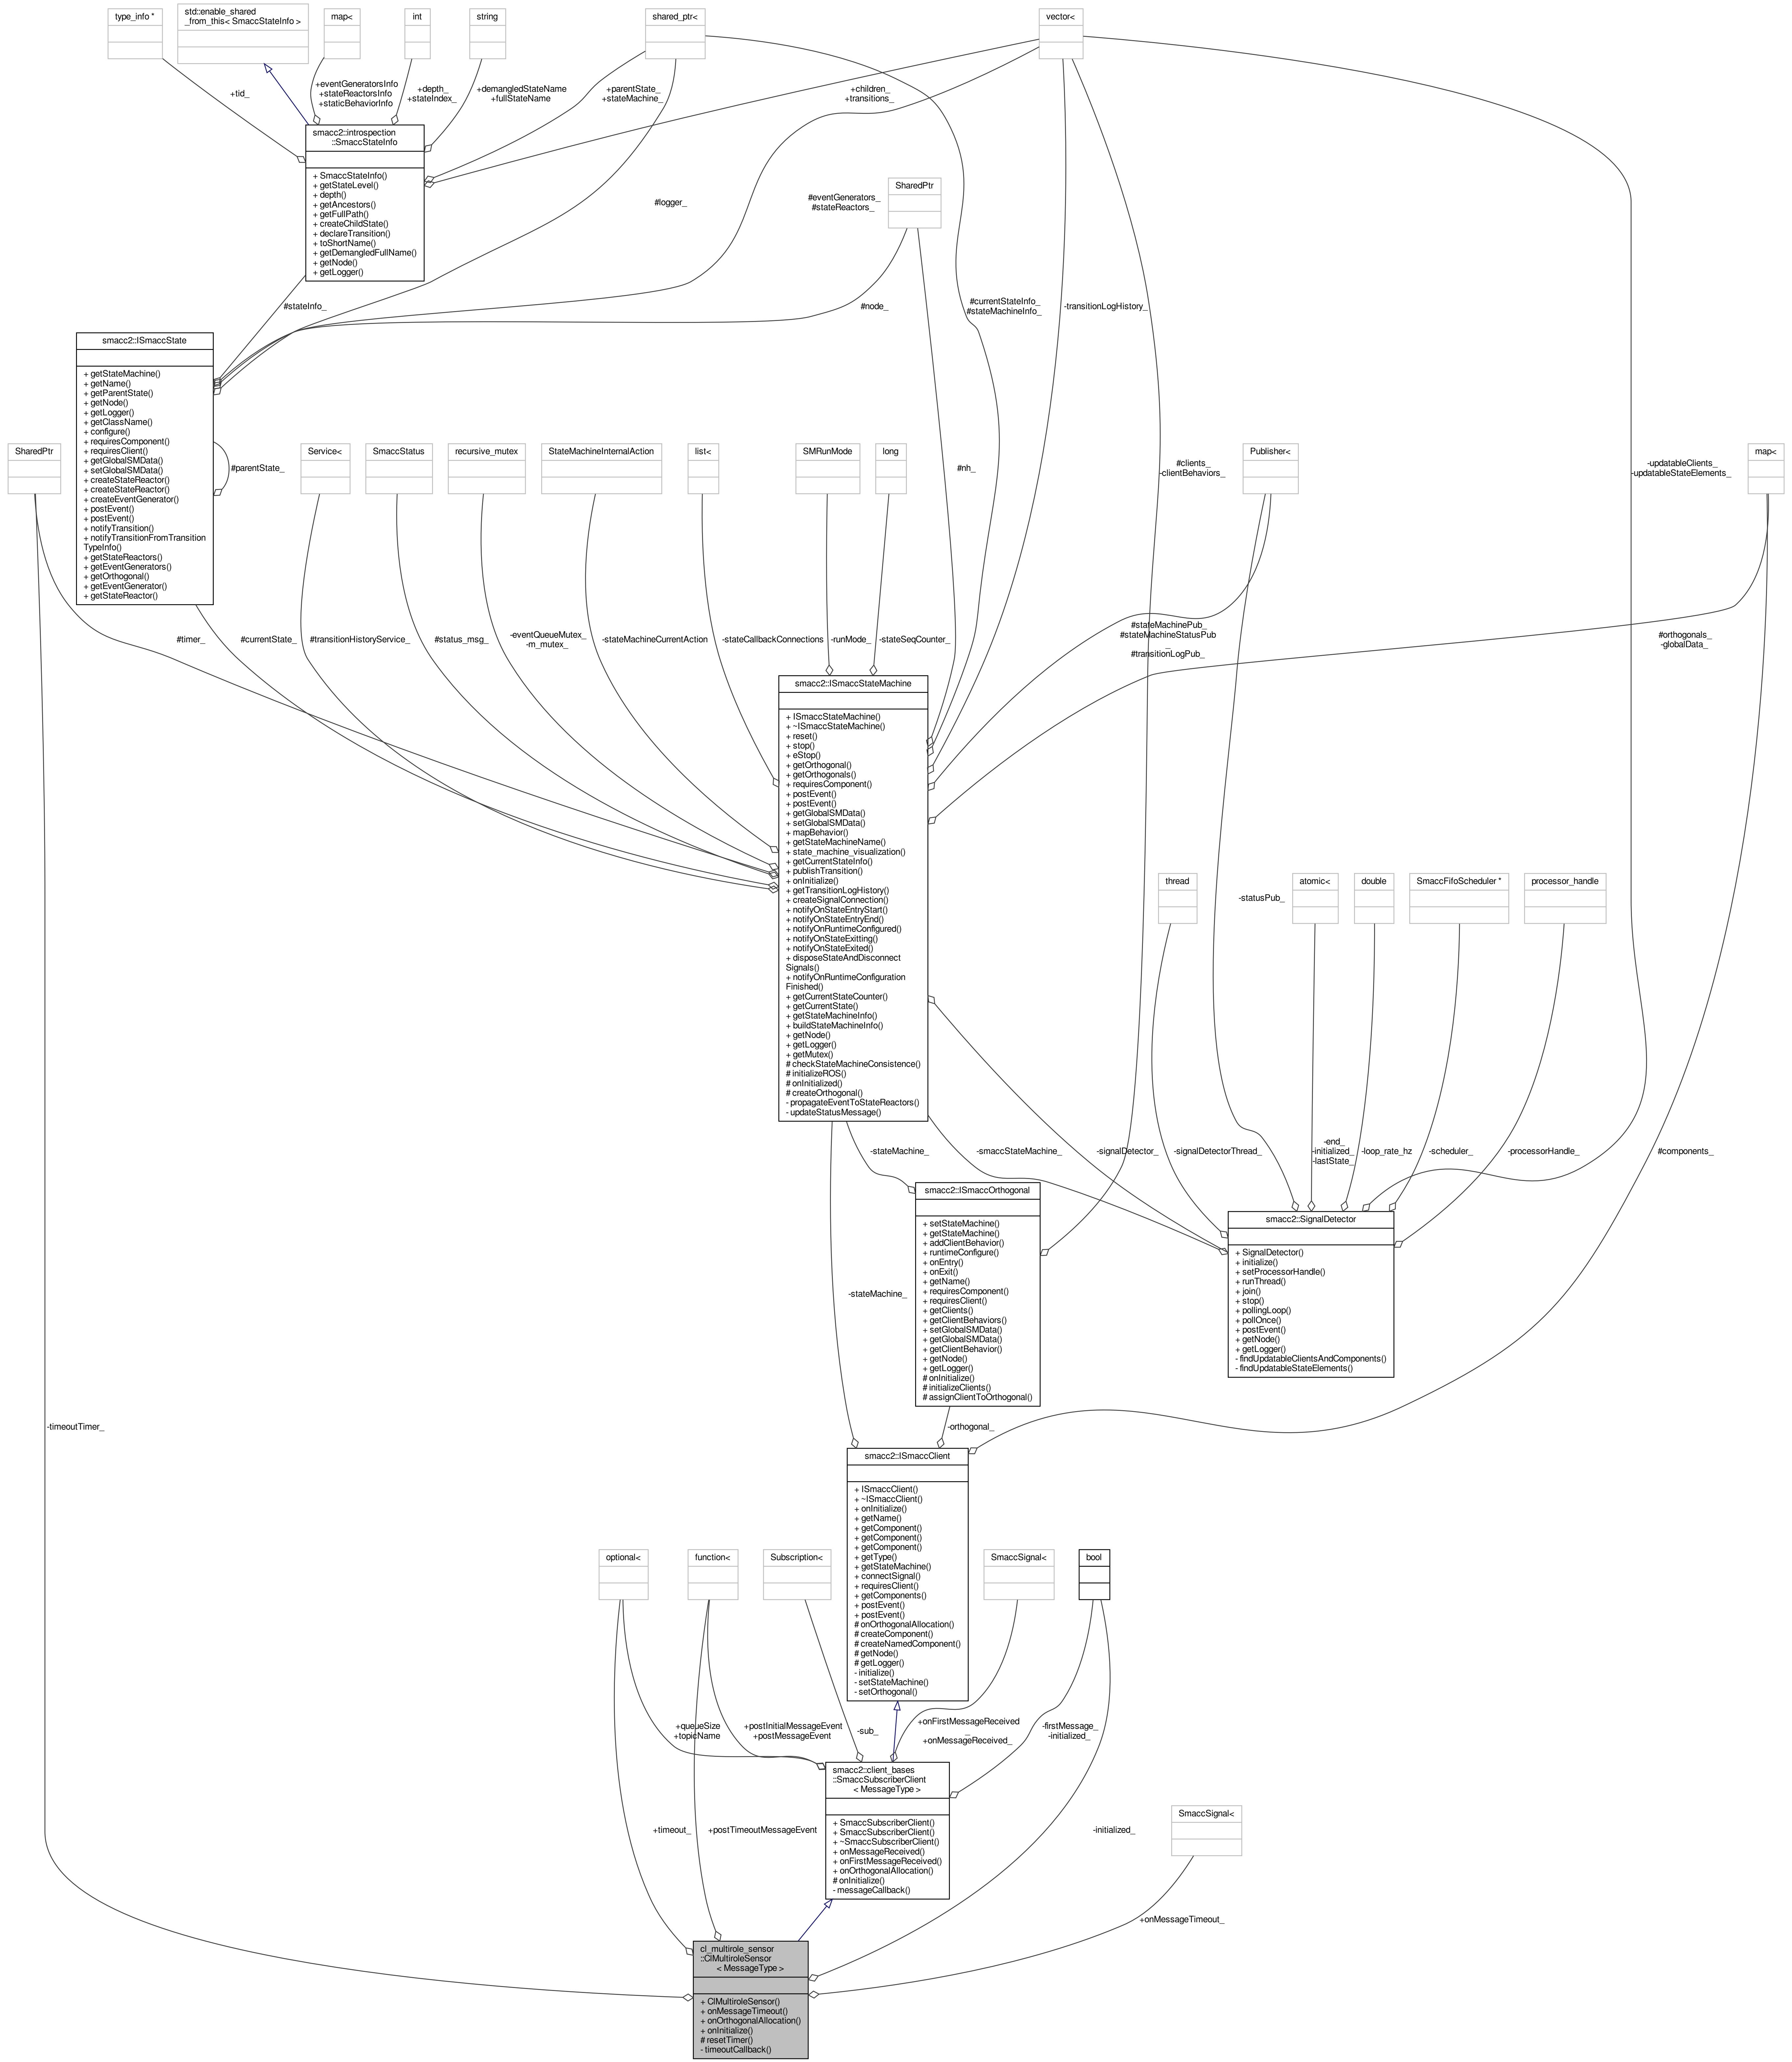 type_info *
std::enable_shared
_from_this< SmaccStateInfo >
map<
int
string
shared_ptr<
vector<
+tid_
+eventGeneratorsInfo
+stateReactorsInfo
+staticBehaviorInfo
+depth_
+stateIndex_
+demangledStateName
+fullStateName
+parentState_
+stateMachine_
+children_
+transitions_
smacc2::introspection
::SmaccStateInfo
+ SmaccStateInfo()
+ getStateLevel()
+ depth()
+ getAncestors()
+ getFullPath()
+ createChildState()
+ declareTransition()
+ toShortName()
+ getDemangledFullName()
+ getNode()
+ getLogger()
SharedPtr
#logger_
#eventGenerators_
#stateReactors_
#stateInfo_
#node_
#currentStateInfo_
#stateMachineInfo_
-transitionLogHistory_
smacc2::ISmaccState
+ getStateMachine()
+ getName()
+ getParentState()
+ getNode()
+ getLogger()
+ getClassName()
+ configure()
+ requiresComponent()
+ requiresClient()
+ getGlobalSMData()
+ setGlobalSMData()
+ createStateReactor()
+ createStateReactor()
+ createEventGenerator()
+ postEvent()
+ postEvent()
+ notifyTransition()
+ notifyTransitionFromTransition
TypeInfo()
+ getStateReactors()
+ getEventGenerators()
+ getOrthogonal()
+ getEventGenerator()
+ getStateReactor()
#parentState_
SharedPtr
Service<
SmaccStatus
recursive_mutex
StateMachineInternalAction
list<
SMRunMode
long
#nh_
#clients_
-clientBehaviors_
Publisher<
-updatableClients_
-updatableStateElements_
map<
#timer_
#currentState_
#transitionHistoryService_
#status_msg_
-eventQueueMutex_
-m_mutex_
-stateMachineCurrentAction
-stateCallbackConnections
-runMode_
-stateSeqCounter_
#stateMachinePub_
#stateMachineStatusPub
_
#transitionLogPub_
#orthogonals_
-globalData_
smacc2::ISmaccStateMachine
+ ISmaccStateMachine()
+ ~ISmaccStateMachine()
+ reset()
+ stop()
+ eStop()
+ getOrthogonal()
+ getOrthogonals()
+ requiresComponent()
+ postEvent()
+ postEvent()
+ getGlobalSMData()
+ setGlobalSMData()
+ mapBehavior()
+ getStateMachineName()
+ state_machine_visualization()
+ getCurrentStateInfo()
+ publishTransition()
+ onInitialize()
+ getTransitionLogHistory()
+ createSignalConnection()
+ notifyOnStateEntryStart()
+ notifyOnStateEntryEnd()
+ notifyOnRuntimeConfigured()
+ notifyOnStateExitting()
+ notifyOnStateExited()
+ disposeStateAndDisconnect
Signals()
+ notifyOnRuntimeConfiguration
Finished()
+ getCurrentStateCounter()
+ getCurrentState()
+ getStateMachineInfo()
+ buildStateMachineInfo()
+ getNode()
+ getLogger()
+ getMutex()
# checkStateMachineConsistence()
# initializeROS()
# onInitialized()
# createOrthogonal()
- propagateEventToStateReactors()
- updateStatusMessage()
thread
-statusPub_
atomic<
double
SmaccFifoScheduler *
processor_handle
-stateMachine_
-smaccStateMachine_
-signalDetector_
-signalDetectorThread_
-end_
-initialized_
-lastState_
-loop_rate_hz
-scheduler_
-processorHandle_
#components_
smacc2::ISmaccOrthogonal
+ setStateMachine()
+ getStateMachine()
+ addClientBehavior()
+ runtimeConfigure()
+ onEntry()
+ onExit()
+ getName()
+ requiresComponent()
+ requiresClient()
+ getClients()
+ getClientBehaviors()
+ setGlobalSMData()
+ getGlobalSMData()
+ getClientBehavior()
+ getNode()
+ getLogger()
# onInitialize()
# initializeClients()
# assignClientToOrthogonal()
smacc2::SignalDetector
+ SignalDetector()
+ initialize()
+ setProcessorHandle()
+ runThread()
+ join()
+ stop()
+ pollingLoop()
+ pollOnce()
+ postEvent()
+ getNode()
+ getLogger()
- findUpdatableClientsAndComponents()
- findUpdatableStateElements()
-stateMachine_
-timeoutTimer_
-orthogonal_
smacc2::ISmaccClient
+ ISmaccClient()
+ ~ISmaccClient()
+ onInitialize()
+ getName()
+ getComponent()
+ getComponent()
+ getComponent()
+ getType()
+ getStateMachine()
+ connectSignal()
+ requiresClient()
+ getComponents()
+ postEvent()
+ postEvent()
# onOrthogonalAllocation()
# createComponent()
# createNamedComponent()
# getNode()
# getLogger()
- initialize()
- setStateMachine()
- setOrthogonal()
optional<
function<
Subscription<
SmaccSignal<
bool
+queueSize
+topicName
+postInitialMessageEvent
+postMessageEvent
-sub_
+onFirstMessageReceived
_
+onMessageReceived_
-firstMessage_
-initialized_
smacc2::client_bases
::SmaccSubscriberClient
< MessageType >
+ SmaccSubscriberClient()
+ SmaccSubscriberClient()
+ ~SmaccSubscriberClient()
+ onMessageReceived()
+ onFirstMessageReceived()
+ onOrthogonalAllocation()
# onInitialize()
- messageCallback()
+timeout_
+postTimeoutMessageEvent
-initialized_
SmaccSignal<
+onMessageTimeout_
cl_multirole_sensor
::ClMultiroleSensor
< MessageType >
+ ClMultiroleSensor()
+ onMessageTimeout()
+ onOrthogonalAllocation()
+ onInitialize()
# resetTimer()
- timeoutCallback()